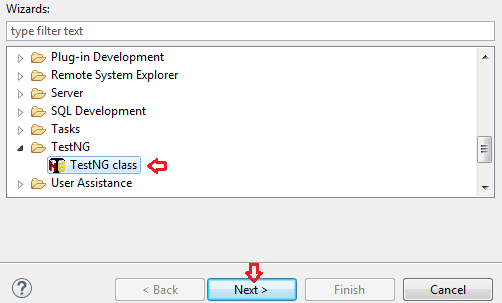 Wizards:
type filter text
Plug-in Development
Remote System Explorer
Server
SQL Development
Tasks
TestNG
TestNG class
User Assistance
? < Back Next > Finish Cancel